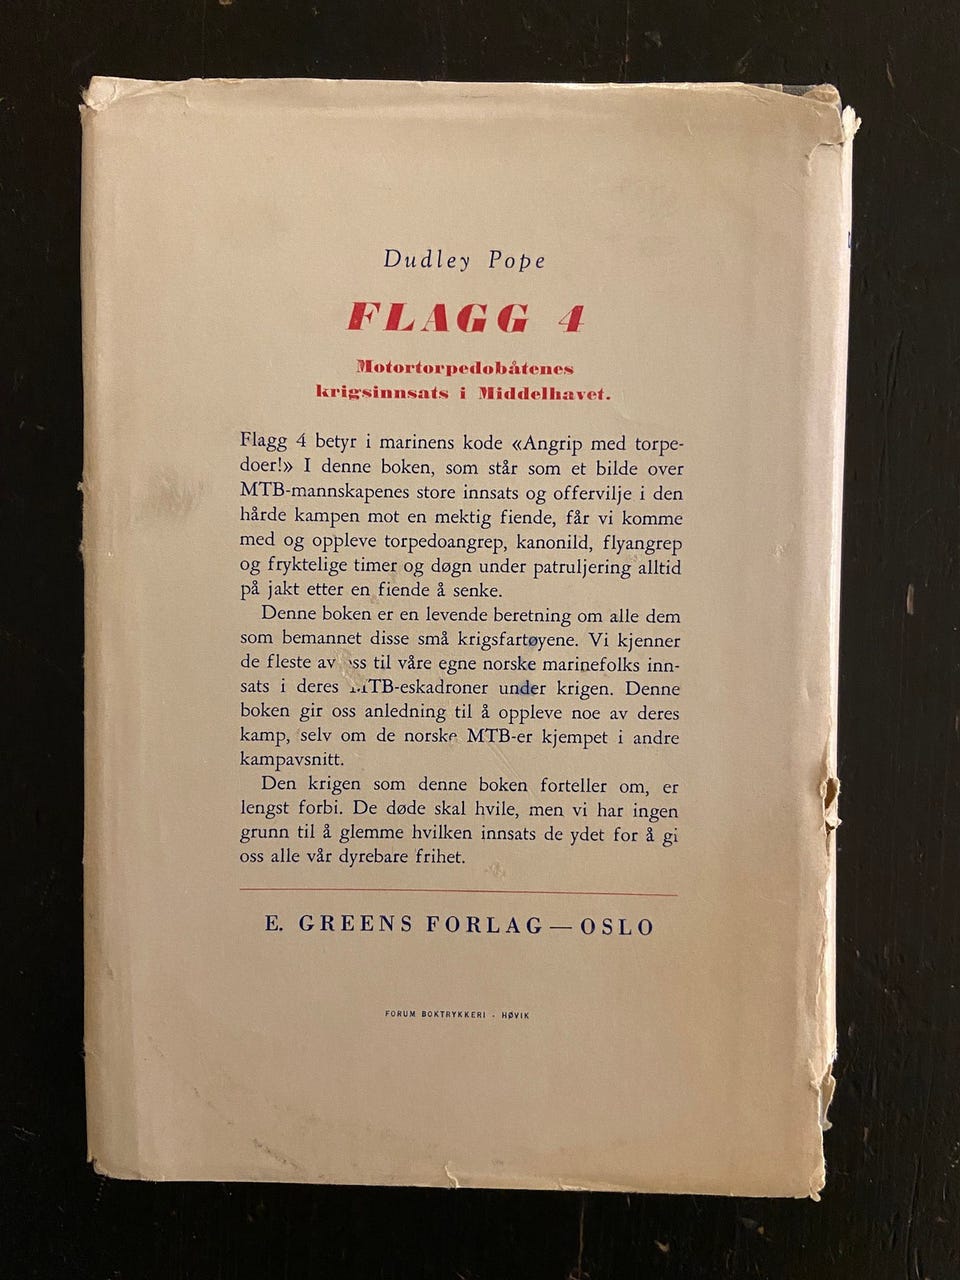 Dudley Pope
FLAGG 4
Motortorpedobåtenes
krigsinnsats i Middelhavet.
Flagg 4 betyr i marinens kode «Angrip med torpe-
doer!» I denne boken, som står som et bilde over
MTB-mannskapenes store innsats og offervilje i den
hårde kampen mot en mektig fiende, får vi komme
med og oppleve torpedoangrep, kanonild, flyangrep
og fryktelige timer og døgn under patruljering alltid
på jakt etter en fiende å senke.
Denne boken er en levende beretning om alle dem
som bemannet disse små krigsfartøyene. Vi kjenner
de fleste av oss til våre egne norske marinefolks inn-
sats i deres MTB-eskadroner under krigen. Denne
boken gir oss anledning til å oppleve noe av deres
kamp, selv om de norske MTB-er kjempet i andre
kampavsnitt.
Den krigen som denne boken forteller om, er
lengst forbi. De døde skal hvile, men vi har ingen
grunn til å glemme hvilken innsats de ydet for å gi
oss alle vår dyrebare frihet.
E. GREENS FORLAG — OSLO
FORUM BOKTRYKKERI - HØVIK